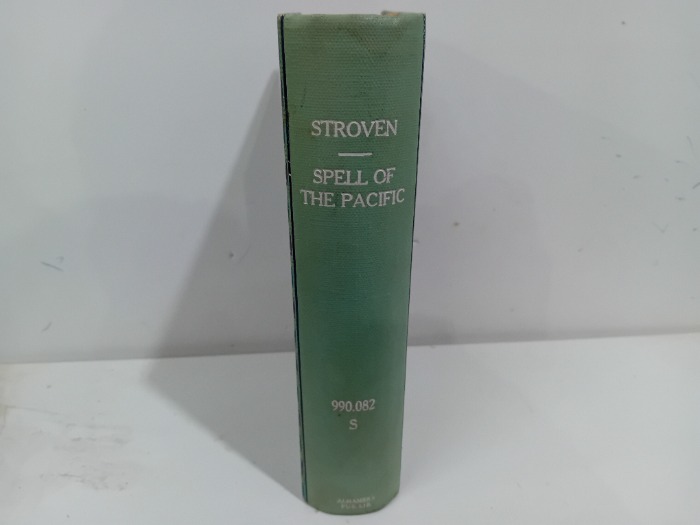 STROVEN
SPELL OF
THE PACIFIC
990.082
S